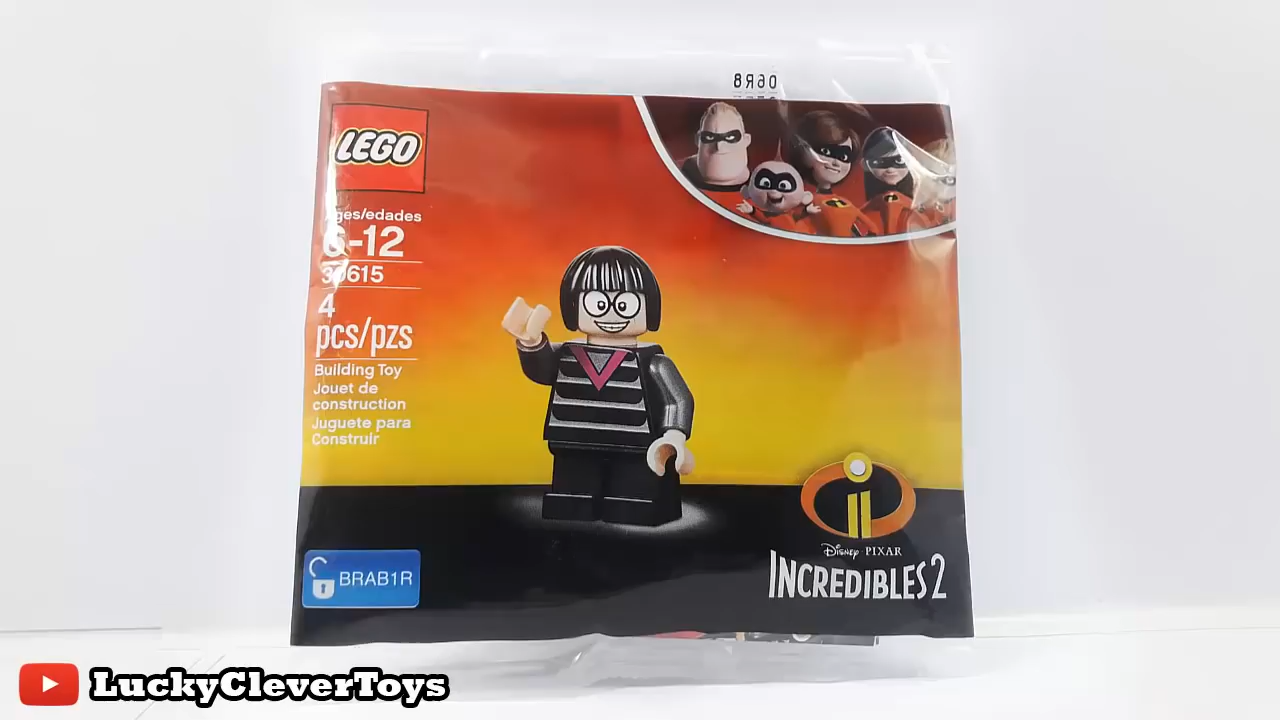 06R8
LEGO
Ages/edades
6-12
30615
4
pcs/pzs
Building Toy
Jouet de
construction
Juguete para
Construir
BRAB1R
Disney · PIXAR
INCREDIBLES 2
LuckyCleverToys